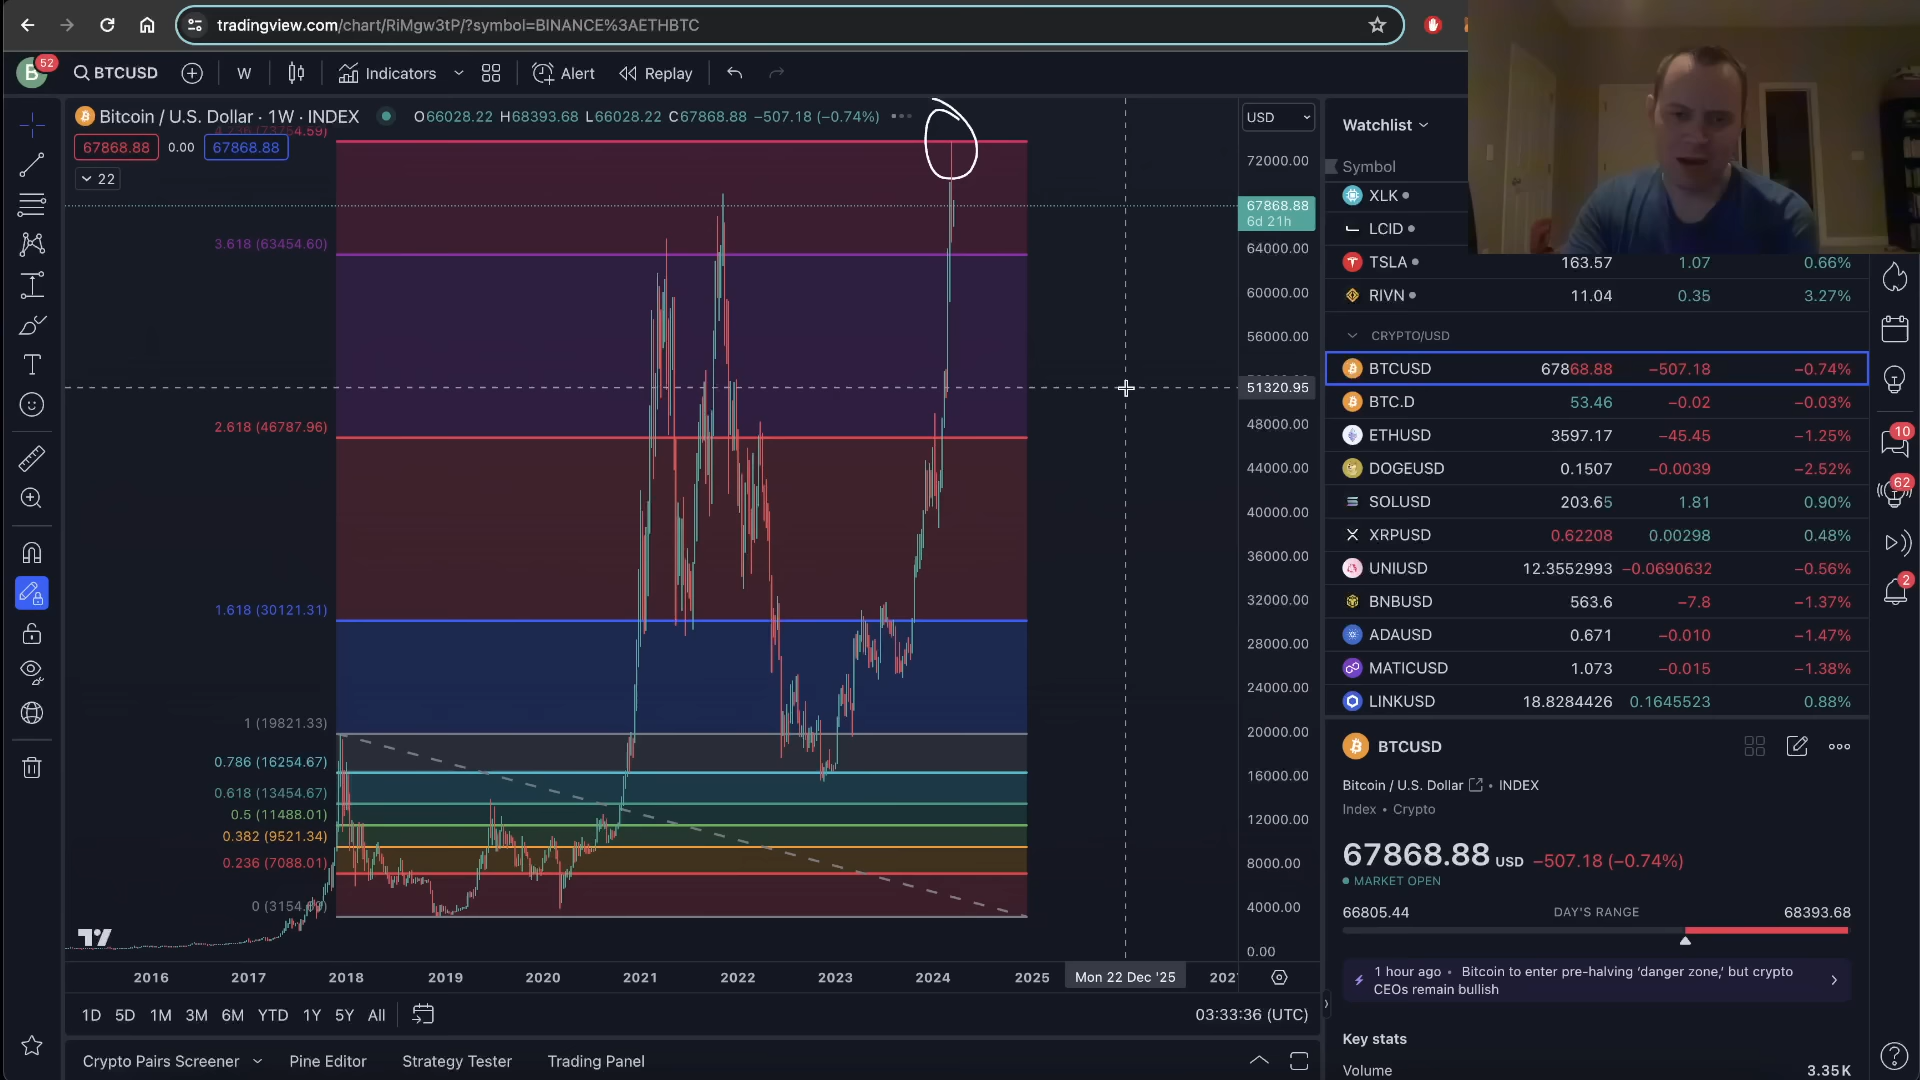 tradingview.com/chart/RiMgw3tP/?symbol=BINANCE%3AETHBTC
B 52 BTCUSD W Indicators Alert Replay
Bitcoin / U.S. Dollar · 1W · INDEX O66028.22 H68393.68 L66028.22 C67868.88 −507.18 (−0.74%)
4.236 (73754.59)
67868.88 0.00 67868.88
22
3.618 (63454.60)
2.618 (46787.96)
1.618 (30121.31)
1 (19821.33)
0.786 (16254.67)
0.618 (13454.67)
0.5 (11488.01)
0.382 (9521.34)
0.236 (7088.01)
USD
72000.00
67868.88
6d 21h
64000.00
60000.00
56000.00
51320.95
48000.00
44000.00
40000.00
36000.00
32000.00
28000.00
24000.00
20000.00
16000.00
12000.00
8000.00
4000.00
0.00
2016 2017 2018 2019 2020 2021 2022 2023 2024 2025 Mon 22 Dec '25
1D 5D 1M 3M 6M YTD 1Y 5Y All 03:33:36 (UTC)
Crypto Pairs Screener Pine Editor Strategy Tester Trading Panel
Watchlist
Symbol
XLK
LCID
TSLA 163.57 1.07 0.66%
RIVN 11.04 0.35 3.27%
CRYPTO/USD
BTCUSD 67868.88 −507.18 −0.74%
BTC.D 53.46 −0.02 −0.03%
ETHUSD 3597.17 −45.45 −1.25%
DOGEUSD 0.1507 −0.0039 −2.52%
SOLUSD 203.65 1.81 0.90%
XRPUSD 0.62208 0.00298 0.48%
UNIUSD 12.3552993 −0.0690632 −0.56%
BNBUSD 563.6 −7.8 −1.37%
ADAUSD 0.671 −0.010 −1.47%
MATICUSD 1.073 −0.015 −1.38%
LINKUSD 18.8284426 0.1645523 0.88%
BTCUSD
Bitcoin / U.S. Dollar • INDEX
Index • Crypto
67868.88 USD −507.18 (−0.74%)
MARKET OPEN
66805.44 DAY'S RANGE 68393.68
1 hour ago • Bitcoin to enter pre-halving ‘danger zone,’ but crypto
CEOs remain bullish
Key stats
Volume 3.35K
10
62
2